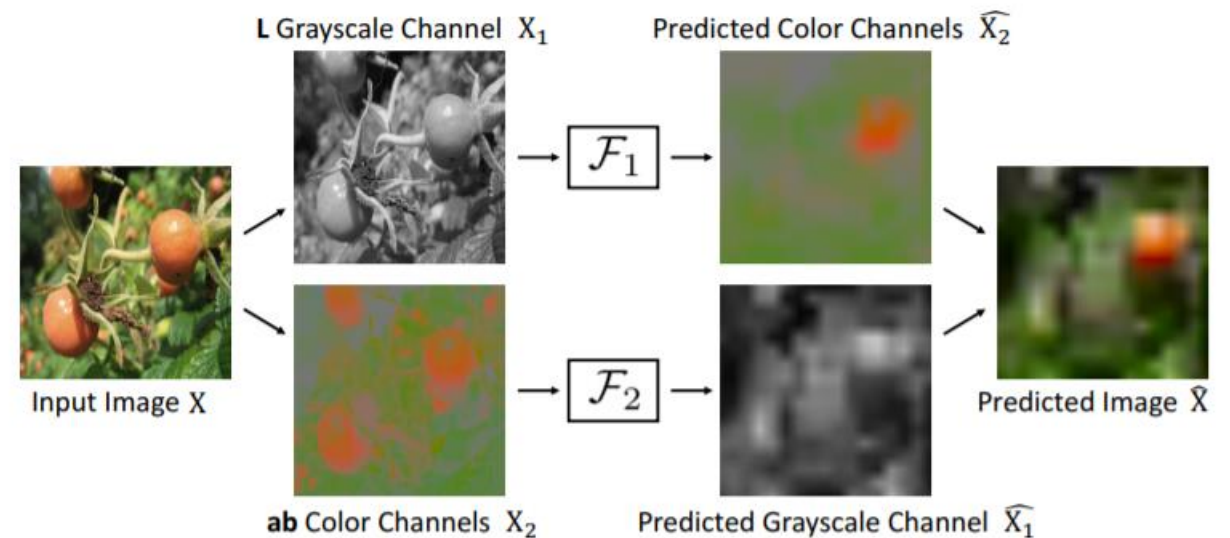 L Grayscale Channel X₁
Predicted Color Channels X̂₂
ℱ₁
Input Image X
ℱ₂
Predicted Image X̂
ab Color Channels X₂
Predicted Grayscale Channel X̂₁